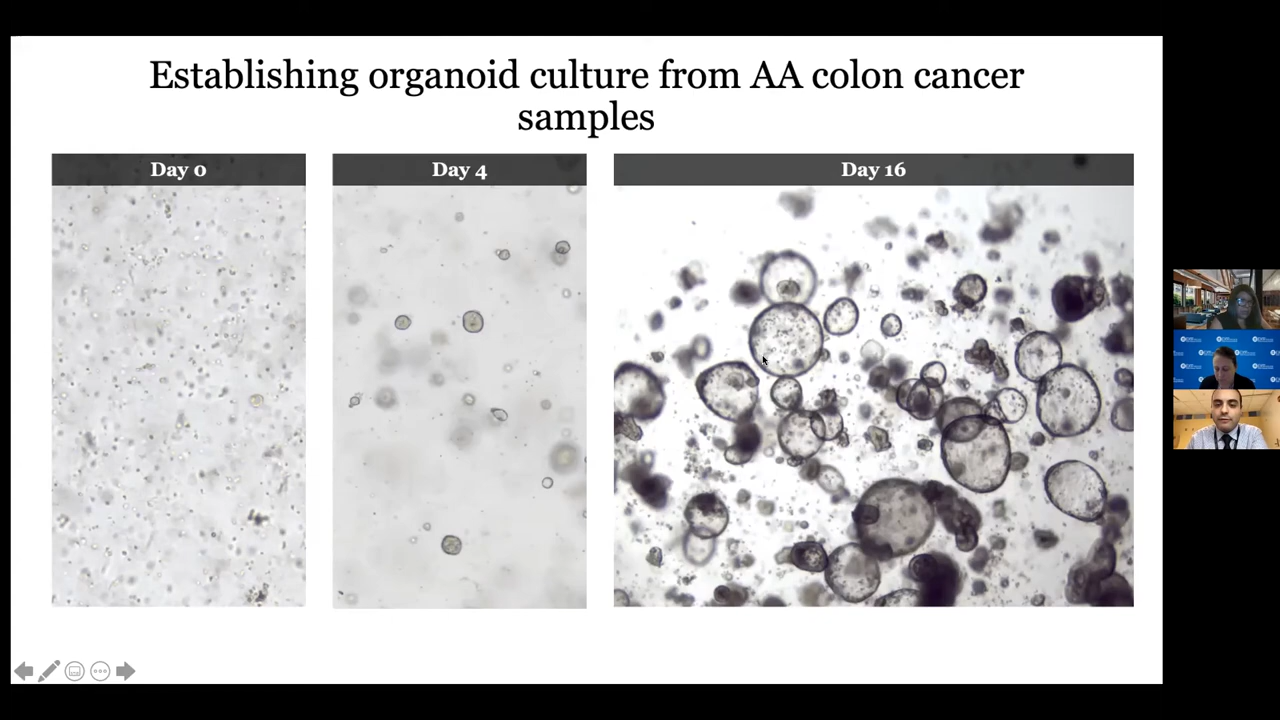 Establishing organoid culture from AA colon cancer
samples
Day 0
Day 4
Day 16